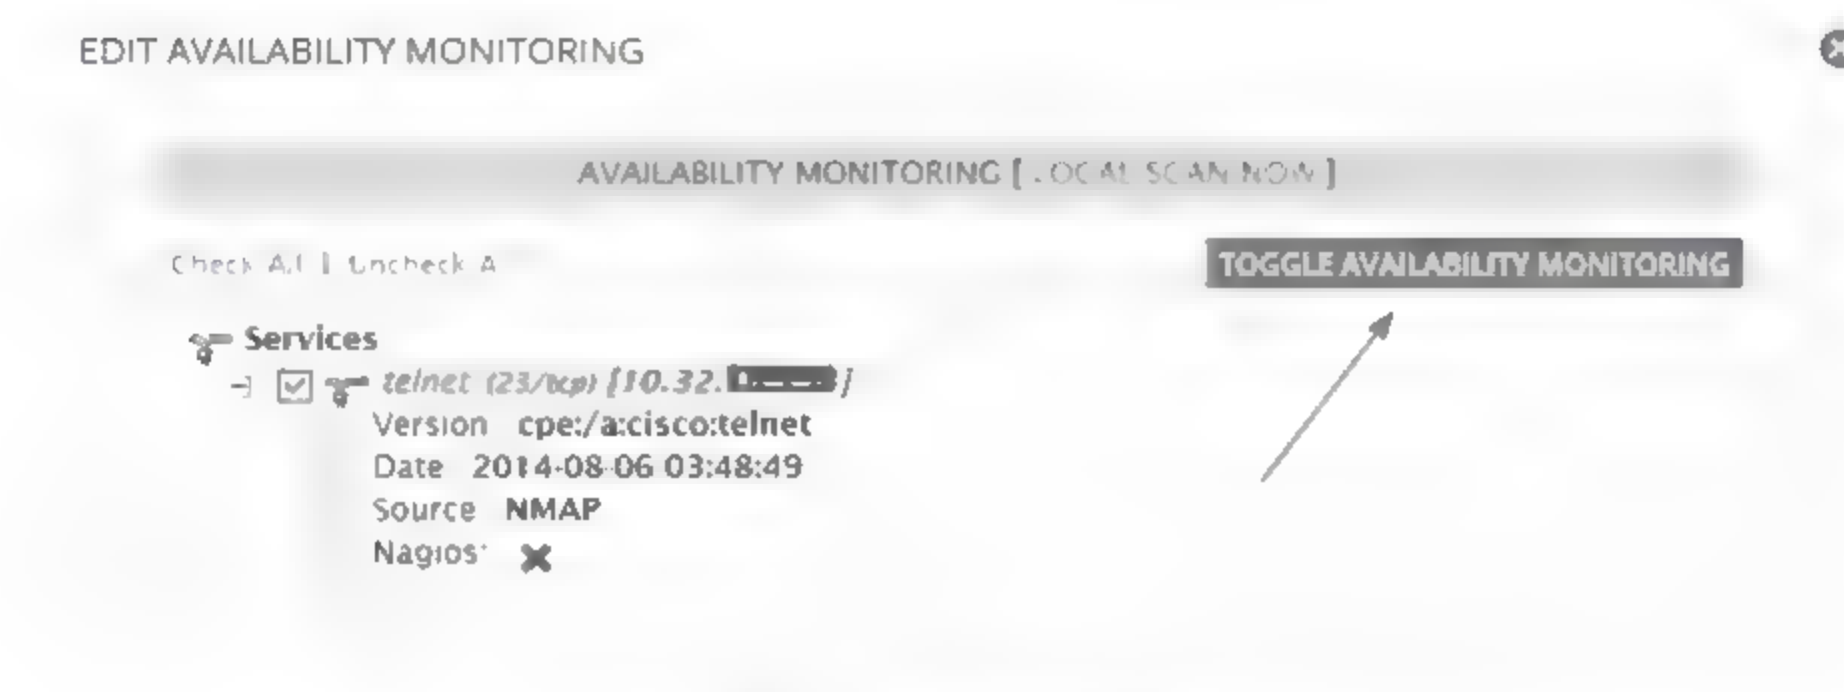 EDIT AVAILABILITY MONITORING
AVAILABILITY MONITORING [ LOCAL SCAN NOW ]
Check All | Uncheck A
TOGGLE AVAILABILITY MONITORING
Services
telnet (23/tcp) [10.32. ]
Version cpe:/a:cisco:telnet
Date 2014-08-06 03:48:49
Source NMAP
Nagios: